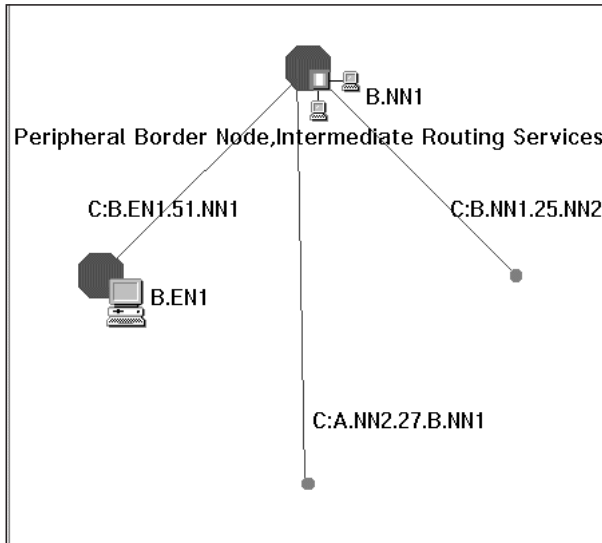 B.NN1
Peripheral Border Node,Intermediate Routing Services
C:B.EN1.51.NN1
C:B.NN1.25.NN2
B.EN1
C:A.NN2.27.B.NN1